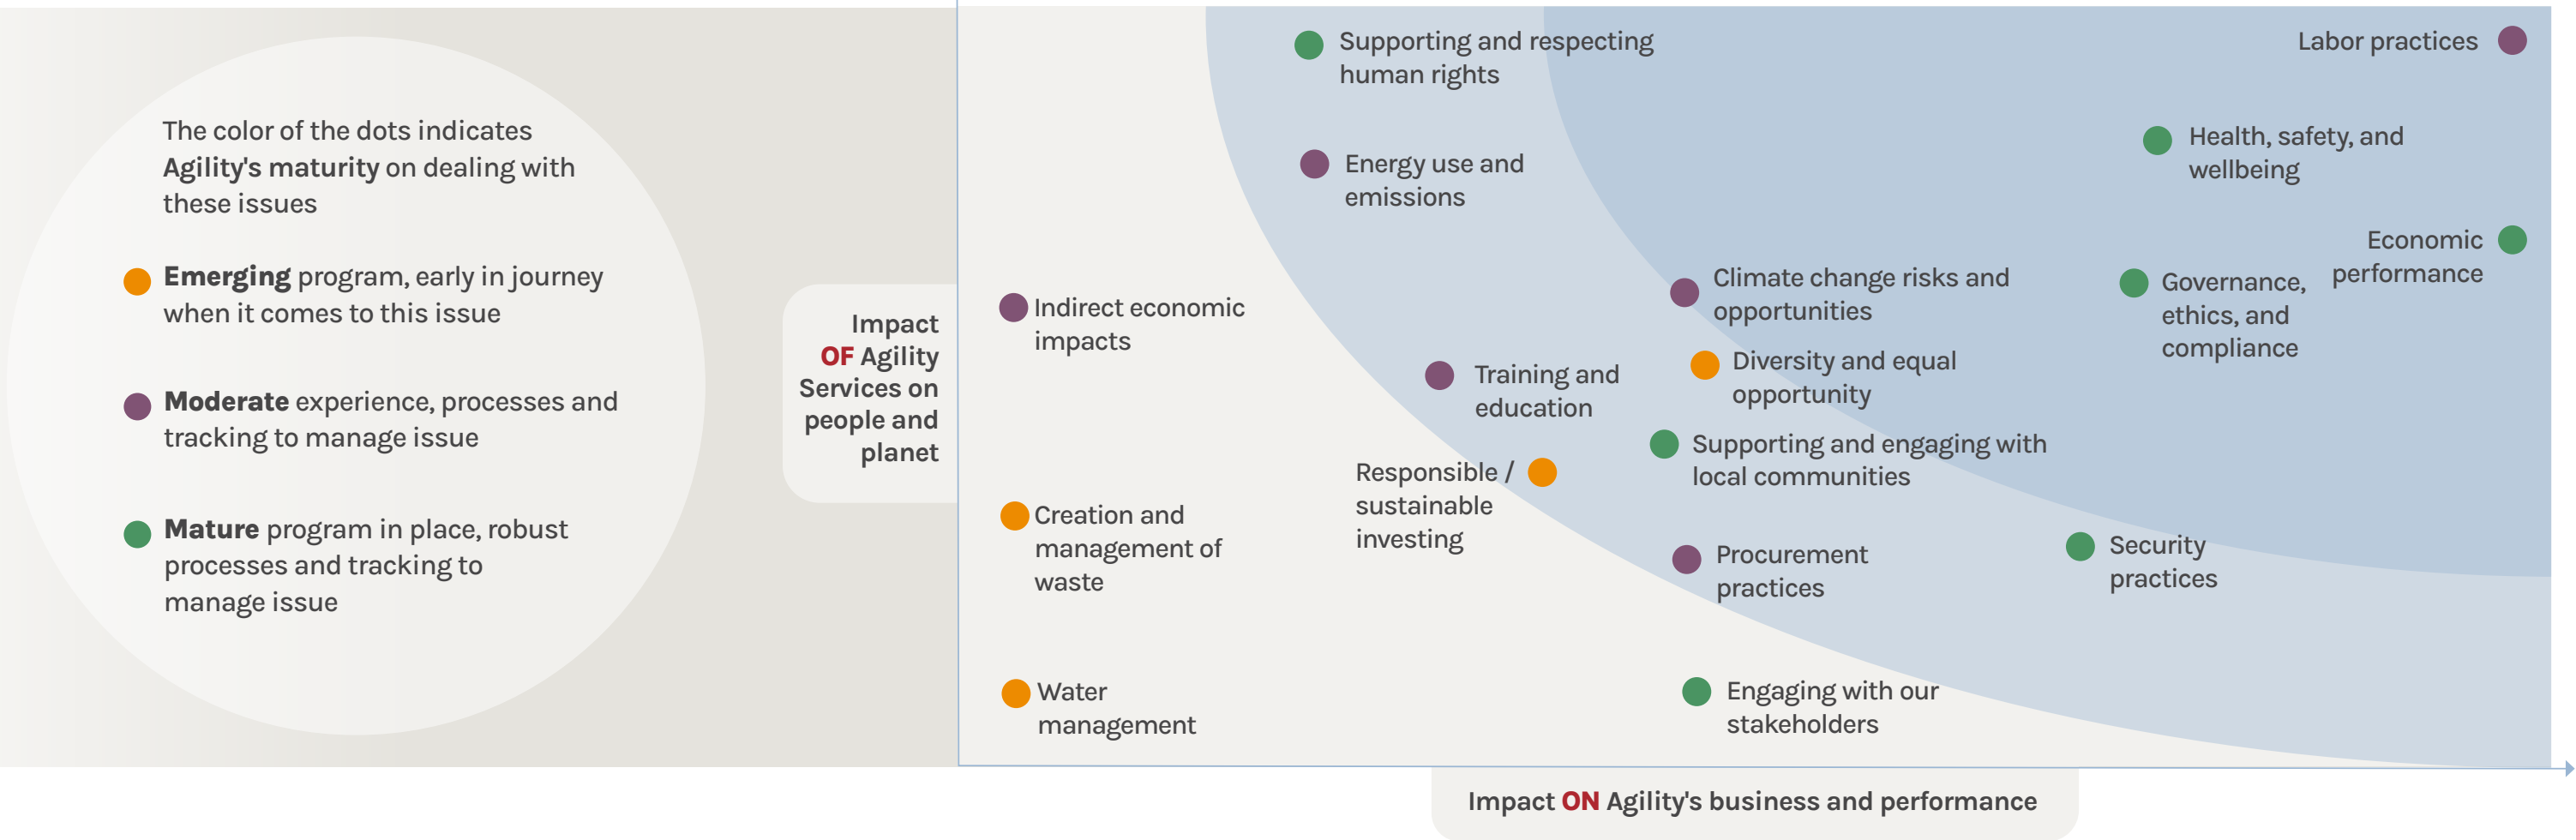 The color of the dots indicates
Agility's maturity on dealing with
these issues
Emerging program, early in journey
when it comes to this issue
Moderate experience, processes and
tracking to manage issue
Mature program in place, robust
processes and tracking to
manage issue
Impact
OF Agility
Services on
people and
planet
Supporting and respecting
human rights
Labor practices
Health, safety, and
wellbeing
Energy use and
emissions
Economic
performance
Indirect economic
impacts
Climate change risks and
opportunities
Governance,
ethics, and
compliance
Training and
education
Diversity and equal
opportunity
Supporting and engaging with
local communities
Responsible /
sustainable
investing
Creation and
management of
waste
Procurement
practices
Security
practices
Water
management
Engaging with our
stakeholders
Impact ON Agility's business and performance